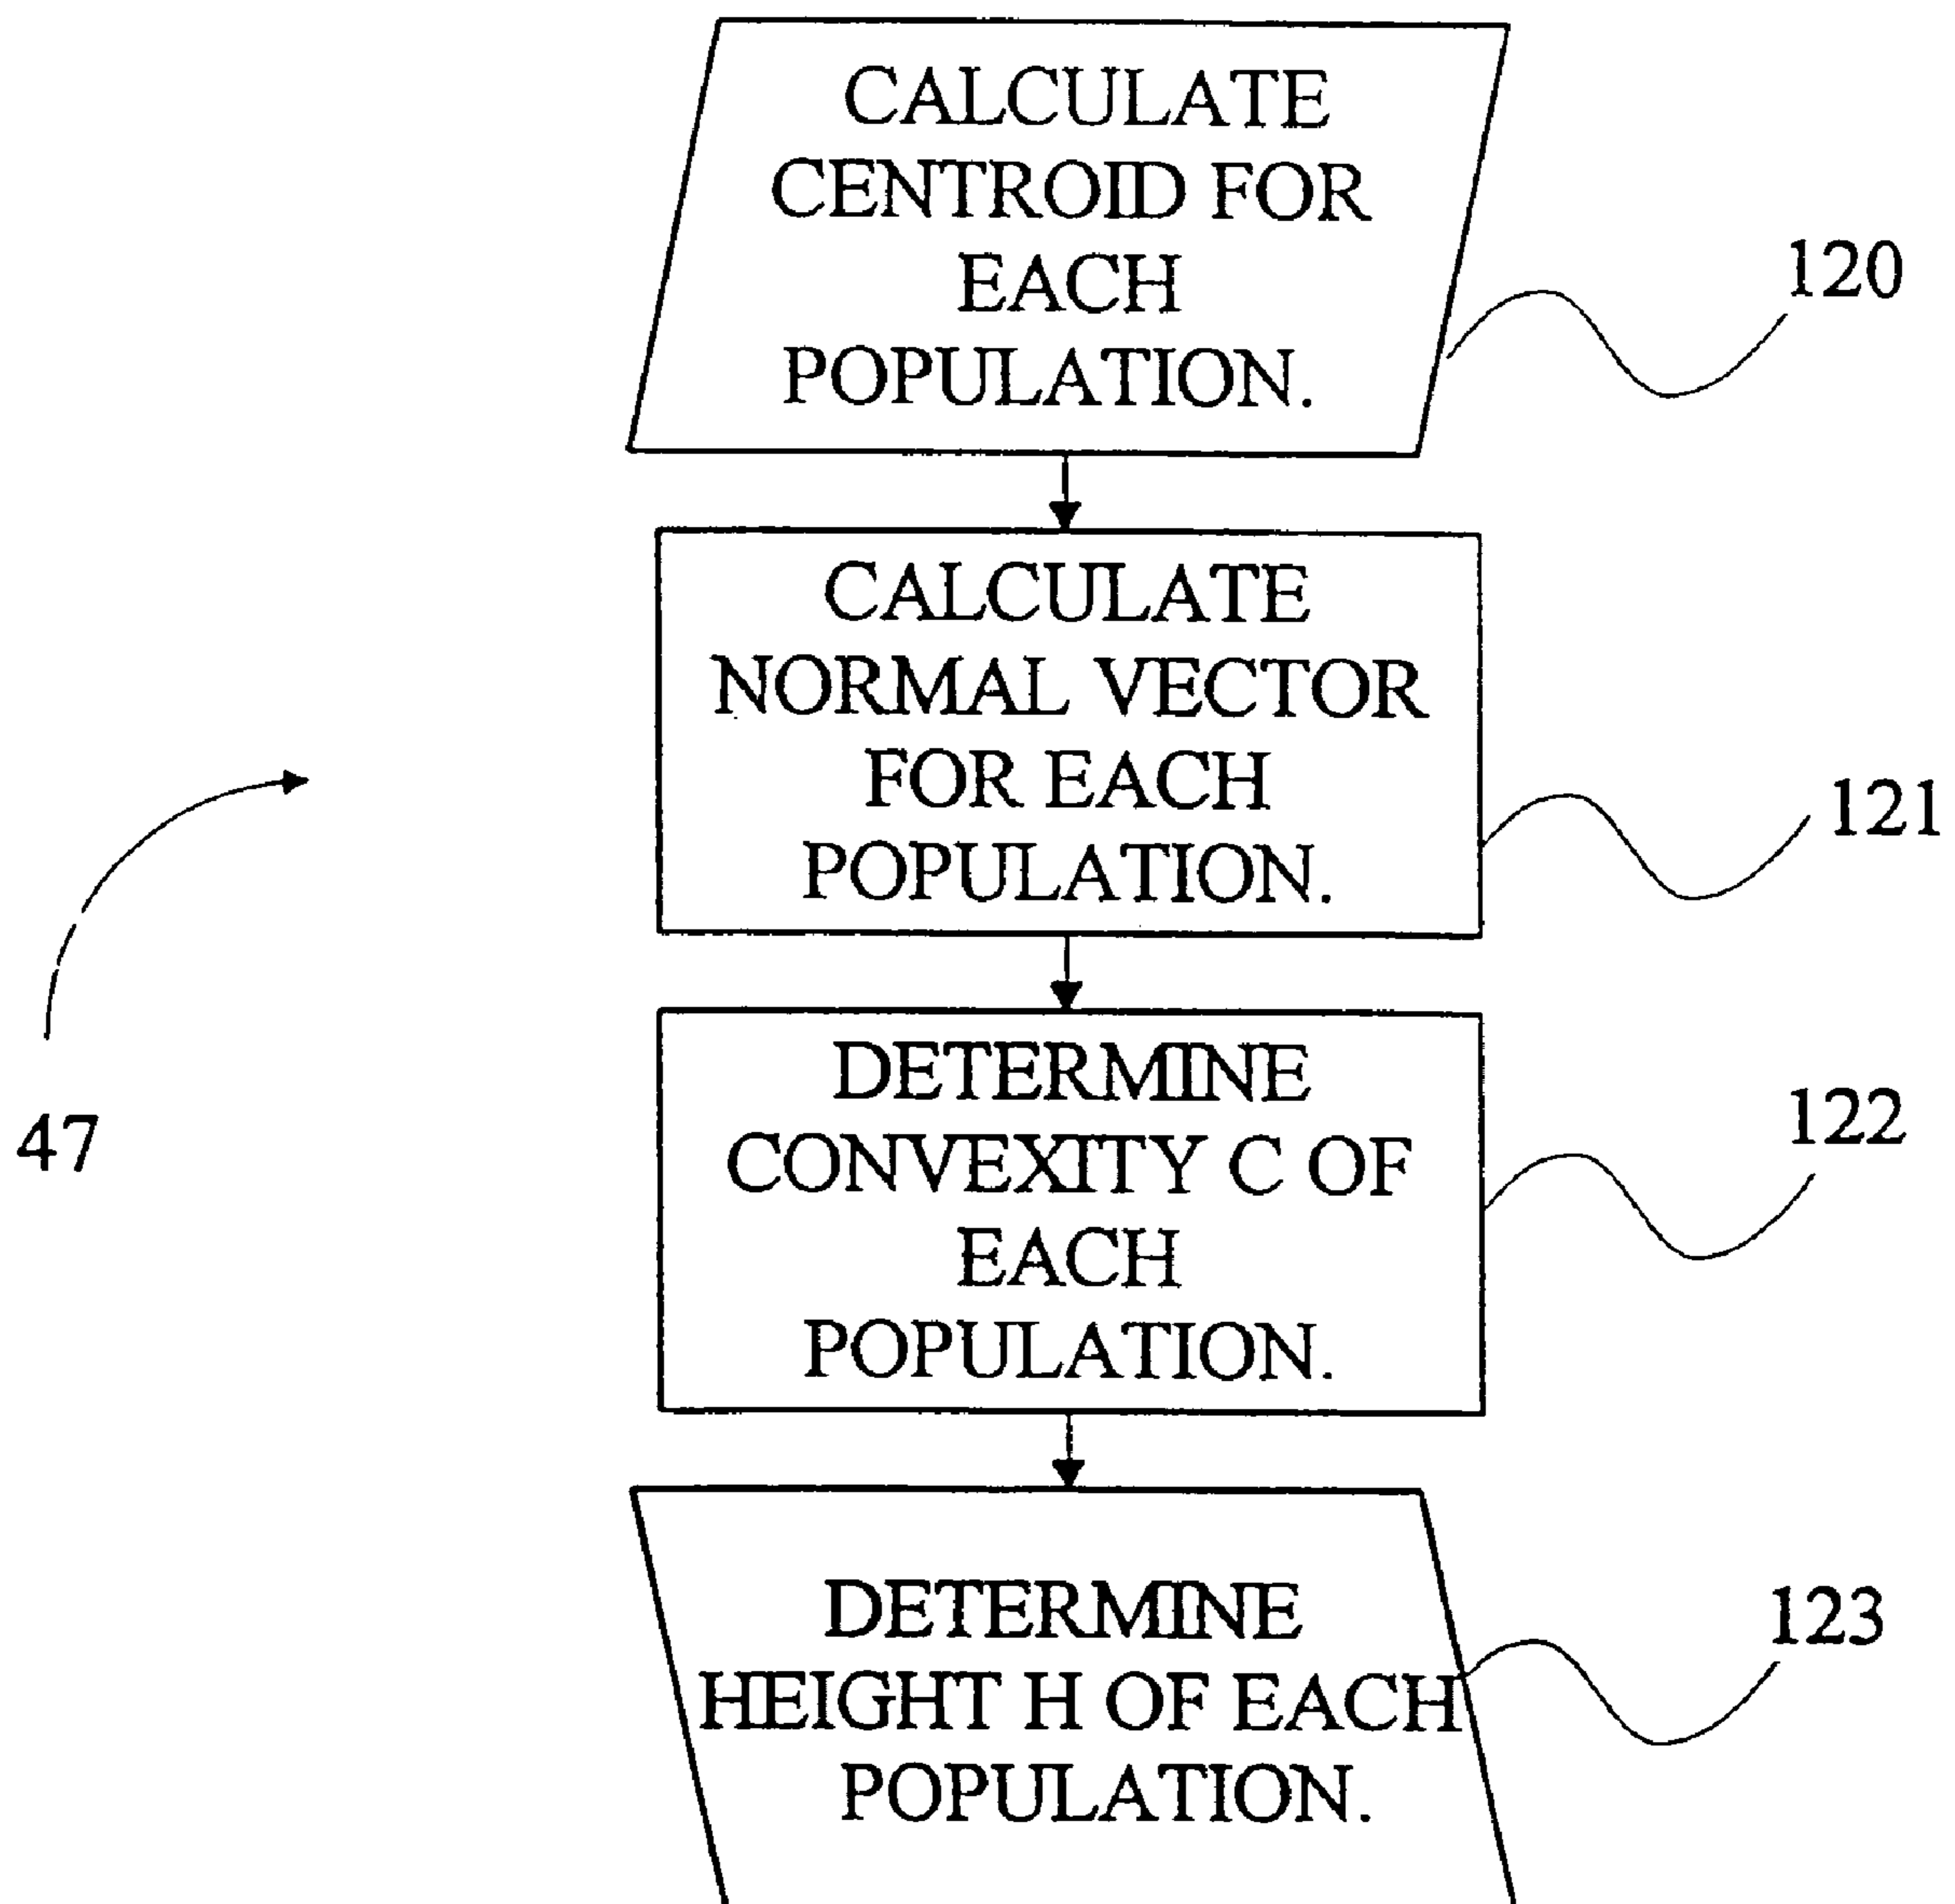 CALCULATE
CENTROID FOR
EACH
POPULATION.
120
CALCULATE
NORMAL VECTOR
FOR EACH
POPULATION.
121
47
DETERMINE
CONVEXITY C OF
EACH
POPULATION.
122
DETERMINE
HEIGHT H OF EACH
POPULATION.
123